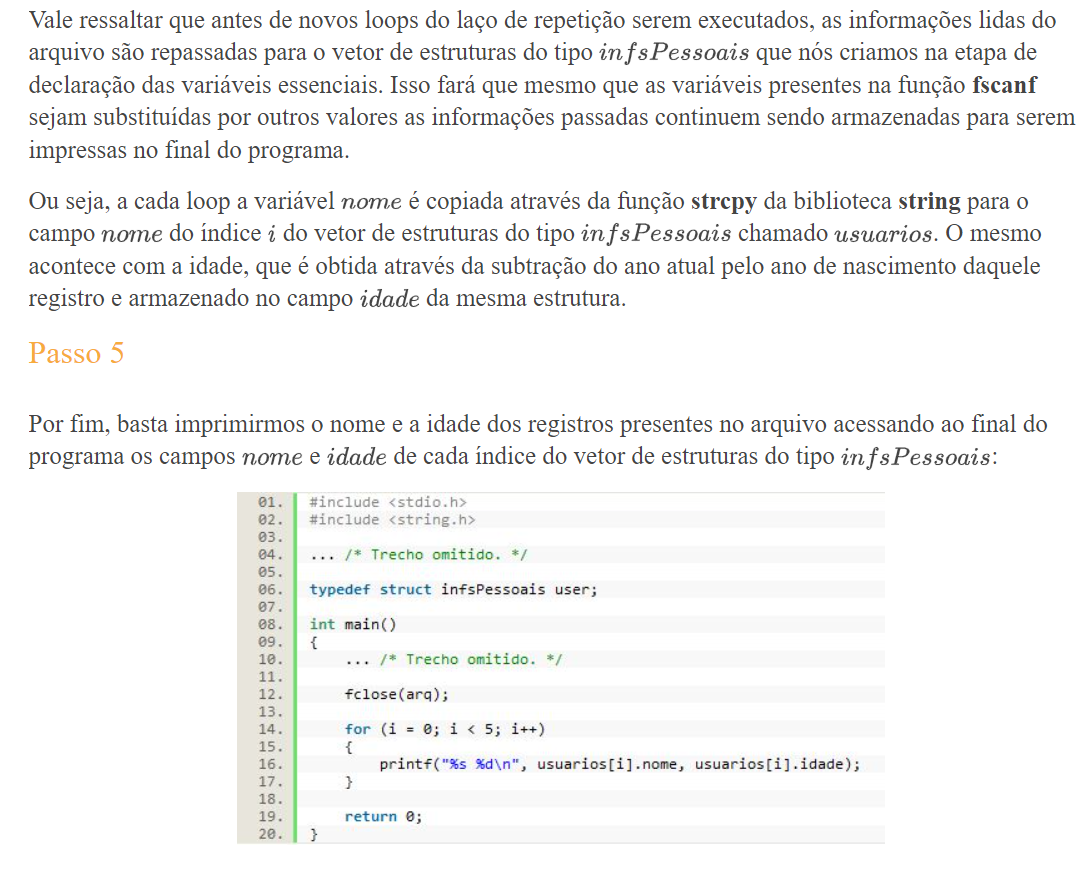 Vale ressaltar que antes de novos loops do laço de repetição serem executados, as informações lidas do
arquivo são repassadas para o vetor de estruturas do tipo infsPessoais que nós criamos na etapa de
declaração das variáveis essenciais. Isso fará que mesmo que as variáveis presentes na função fscanf
sejam substituídas por outros valores as informações passadas continuem sendo armazenadas para serem
impressas no final do programa.
Ou seja, a cada loop a variável nome é copiada através da função strcpy da biblioteca string para o
campo nome do índice i do vetor de estruturas do tipo infsPessoais chamado usuarios. O mesmo
acontece com a idade, que é obtida através da subtração do ano atual pelo ano de nascimento daquele
registro e armazenado no campo idade da mesma estrutura.
Passo 5
Por fim, basta imprimirmos o nome e a idade dos registros presentes no arquivo acessando ao final do
programa os campos nome e idade de cada índice do vetor de estruturas do tipo infsPessoais:
01. #include <stdio.h>
02. #include <string.h>
03.
04. ... /* Trecho omitido. */
05.
06. typedef struct infsPessoais user;
07.
08. int main()
09. {
10.     ... /* Trecho omitido. */
11.
12.     fclose(arq);
13.
14.     for (i = 0; i < 5; i++)
15.     {
16.         printf("%s %d\n", usuarios[i].nome, usuarios[i].idade);
17.     }
18.
19.     return 0;
20. }